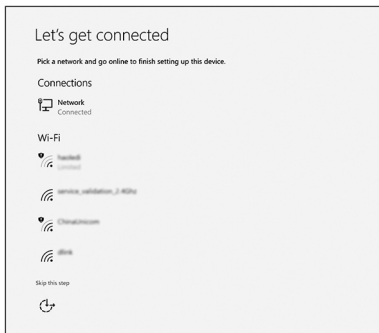 Let's get connected
Pick a network and go online to finish setting up this device.
Connections
Network
Connected
Wi-Fi
Limited
service_validation_2.4Ghz
ChinaUnicom
dlink
Skip this step